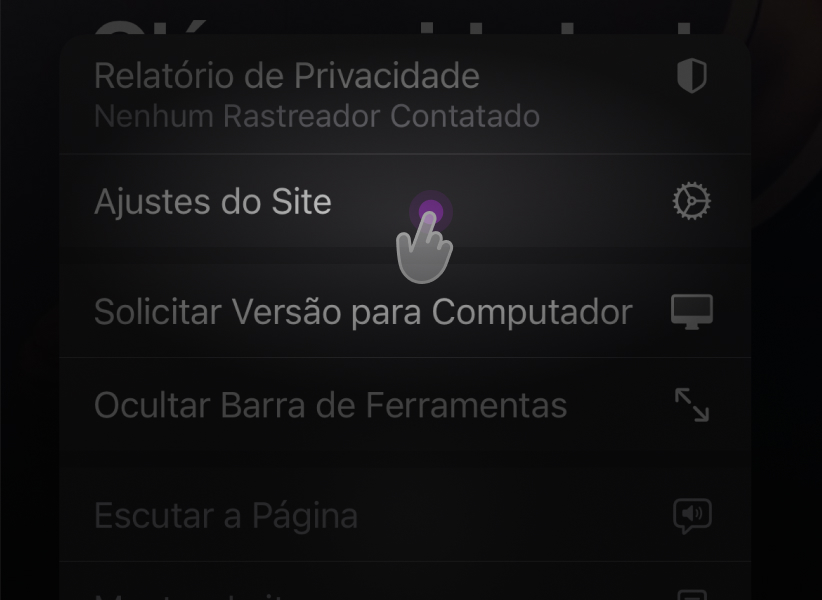 Relatório de Privacidade
Nenhum Rastreador Contatado
Ajustes do Site
Solicitar Versão para Computador
Ocultar Barra de Ferramentas
Escutar a Página